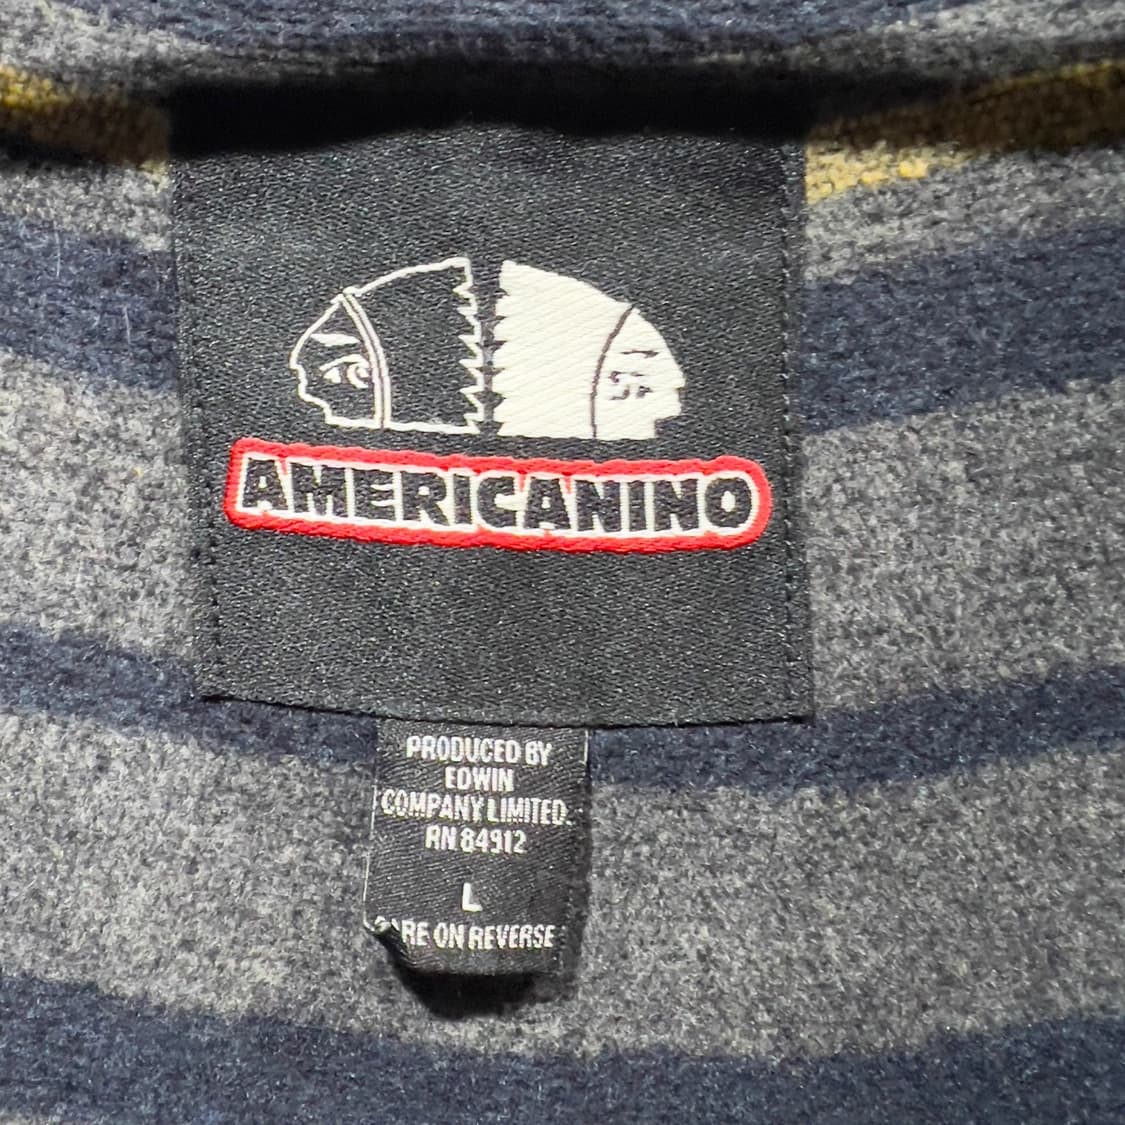 AMERICANINO
PRODUCED BY
EDWIN
COMPANY LIMITED.
RN 84912
L
CARE ON REVERSE